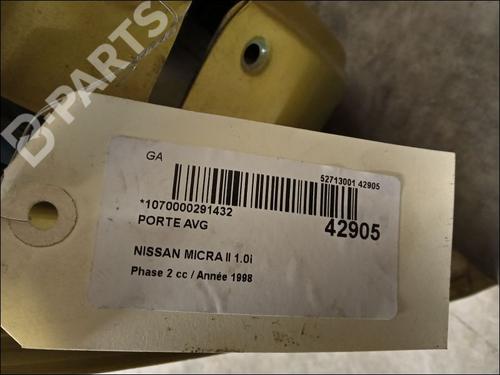 D-PARTS
GA
52713001 42905
*1070000291432
PORTE AVG
42905
NISSAN MICRA II 1.0i
Phase 2 cc / Année 1998